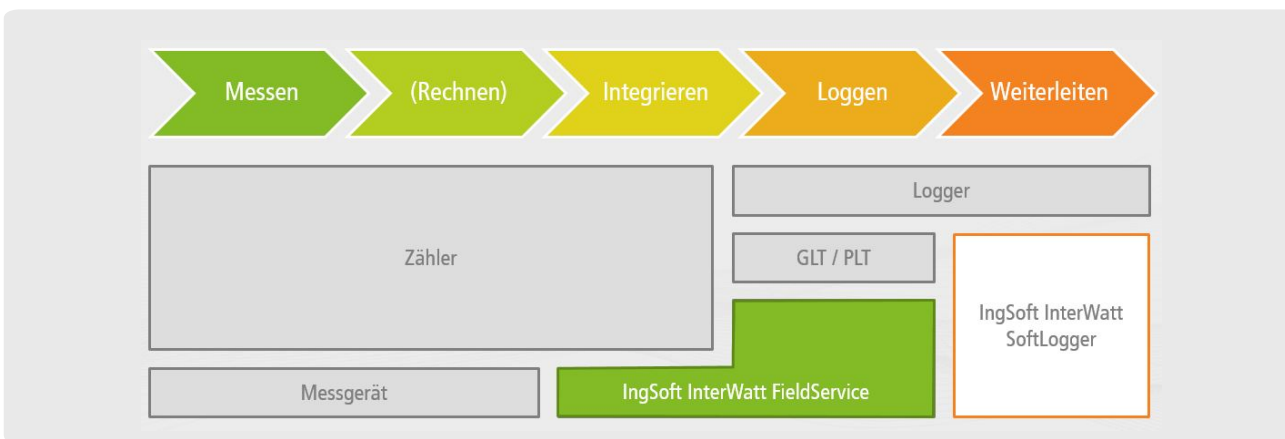 Messen
(Rechnen)
Integrieren
Loggen
Weiterleiten
Zähler
Logger
GLT / PLT
IngSoft InterWatt
SoftLogger
Messgerät
IngSoft InterWatt FieldService